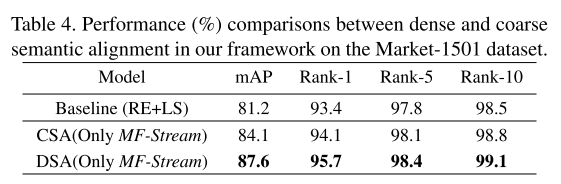 Table 4. Performance (%) comparisons between dense and coarse
semantic alignment in our framework on the Market-1501 dataset.
Model mAP Rank-1 Rank-5 Rank-10
Baseline (RE+LS) 81.2 93.4 97.8 98.5
CSA(Only MF-Stream) 84.1 94.1 98.1 98.8
DSA(Only MF-Stream) 87.6 95.7 98.4 99.1